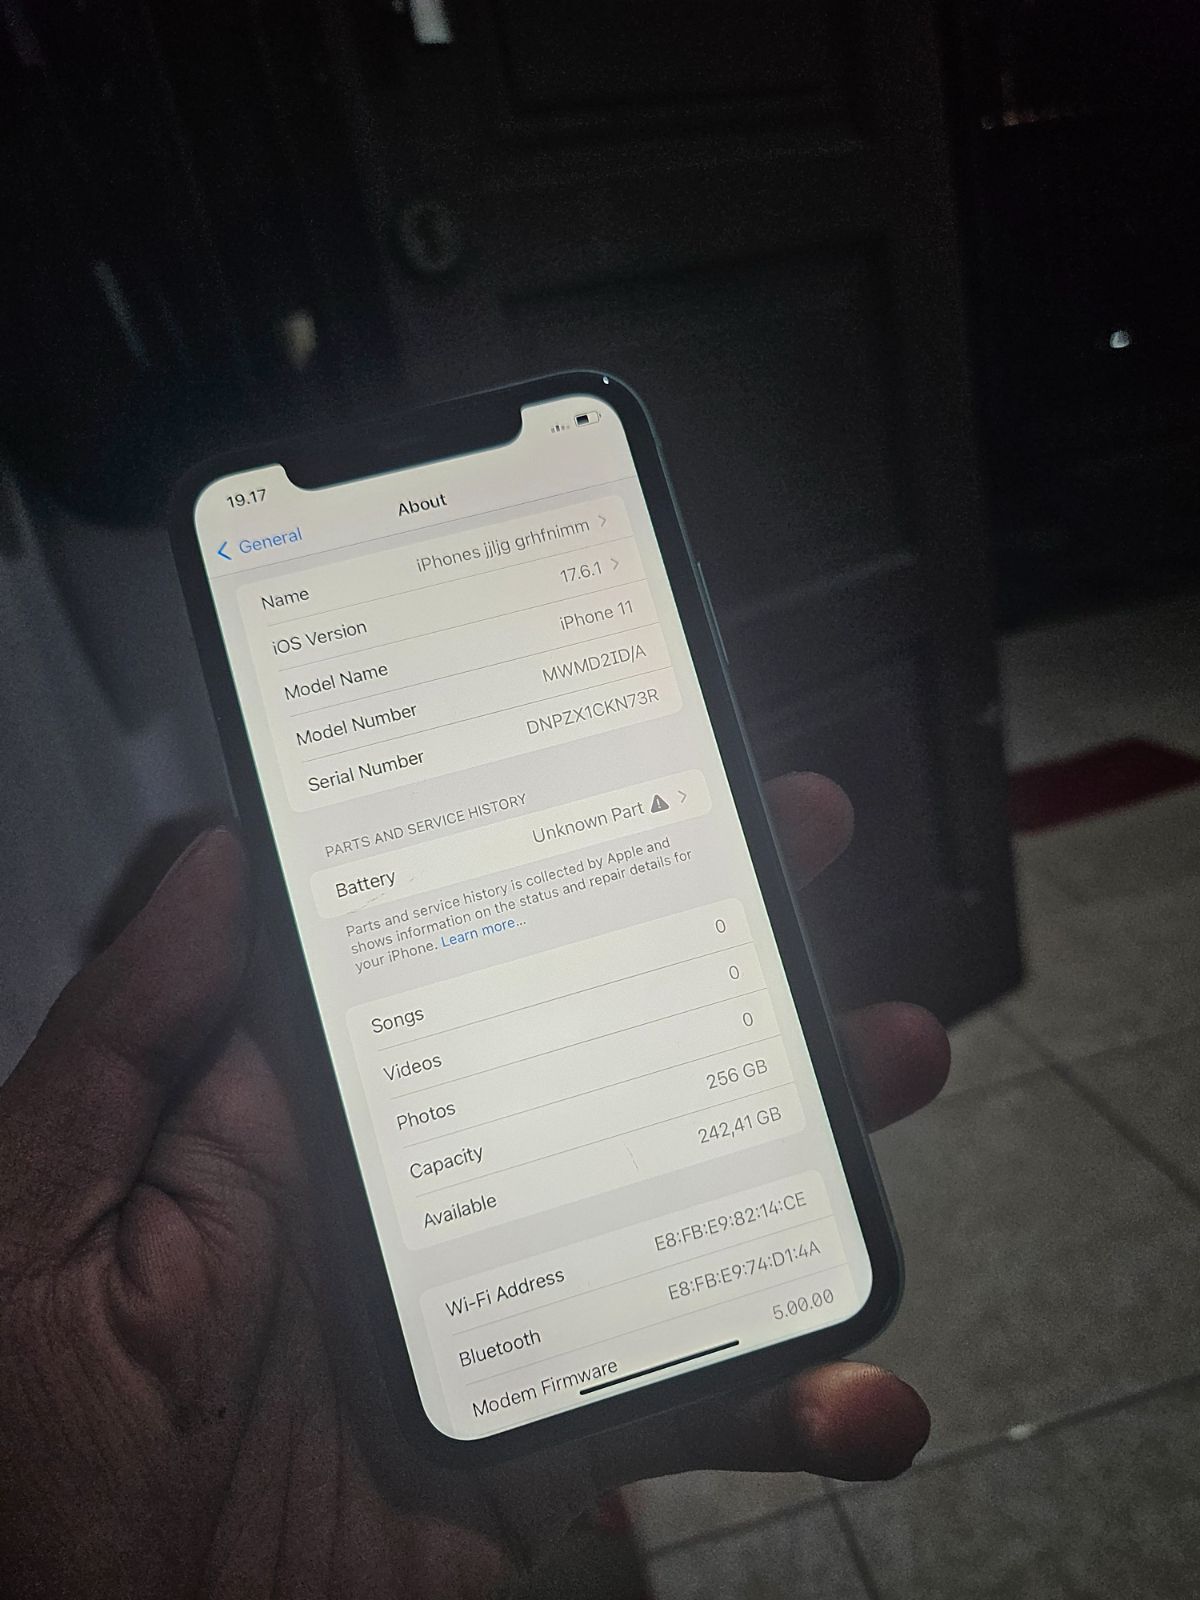 19.17
General
About
Name iPhones jjljg grhfnimm
iOS Version 17.6.1
Model Name iPhone 11
Model Number MWMD2ID/A
Serial Number DNPZX1CKN73R
PARTS AND SERVICE HISTORY
Battery Unknown Part
Parts and service history is collected by Apple and
shows information on the status and repair details for
your iPhone. Learn more...
Songs 0
Videos 0
Photos 0
Capacity 256 GB
Available 242,41 GB
Wi-Fi Address E8:FB:E9:82:14:CE
Bluetooth E8:FB:E9:74:D1:4A
Modem Firmware 5.00.00